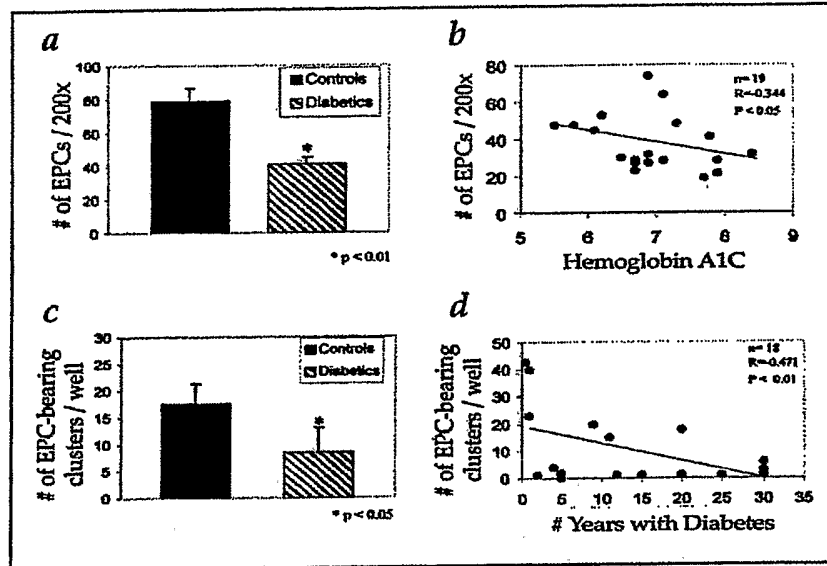 a
# of EPCs / 200x
100
80
60
40
20
0
Controls
Diabetics
*
* p < 0.01
b
# of EPCs / 200x
80
60
40
20
0
5 6 7 8 9
Hemoglobin A1C
n= 19
R=-0.344
P < 0.05
c
# of EPC-bearing
clusters / well
30
25
20
15
10
5
0
Controls
Diabetics
*
* p < 0.05
d
# of EPC-bearing
clusters / well
50
40
30
20
10
0
0 5 10 15 20 25 30 35
# Years with Diabetes
n= 18
R=-0.471
P < 0.01